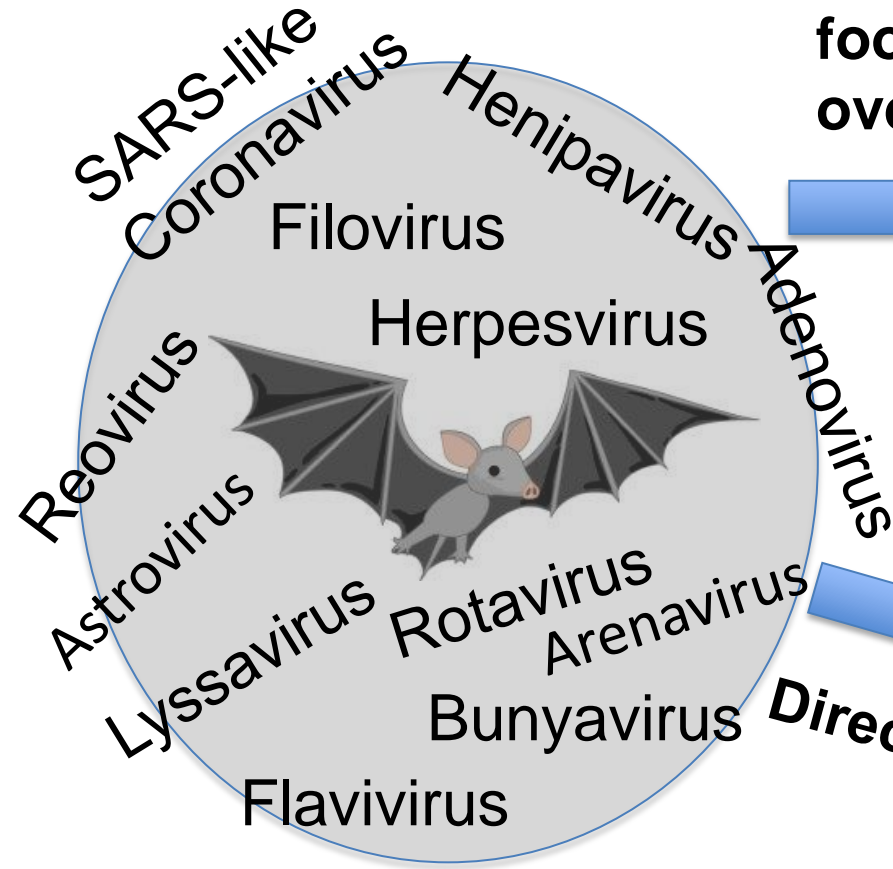 SARS-like
Coronavirus
Henipavirus
Filovirus
Adenovirus
Herpesvirus
Reovirus
Astrovirus
Lyssavirus
Rotavirus
Arenavirus
Bunyavirus
Flavivirus